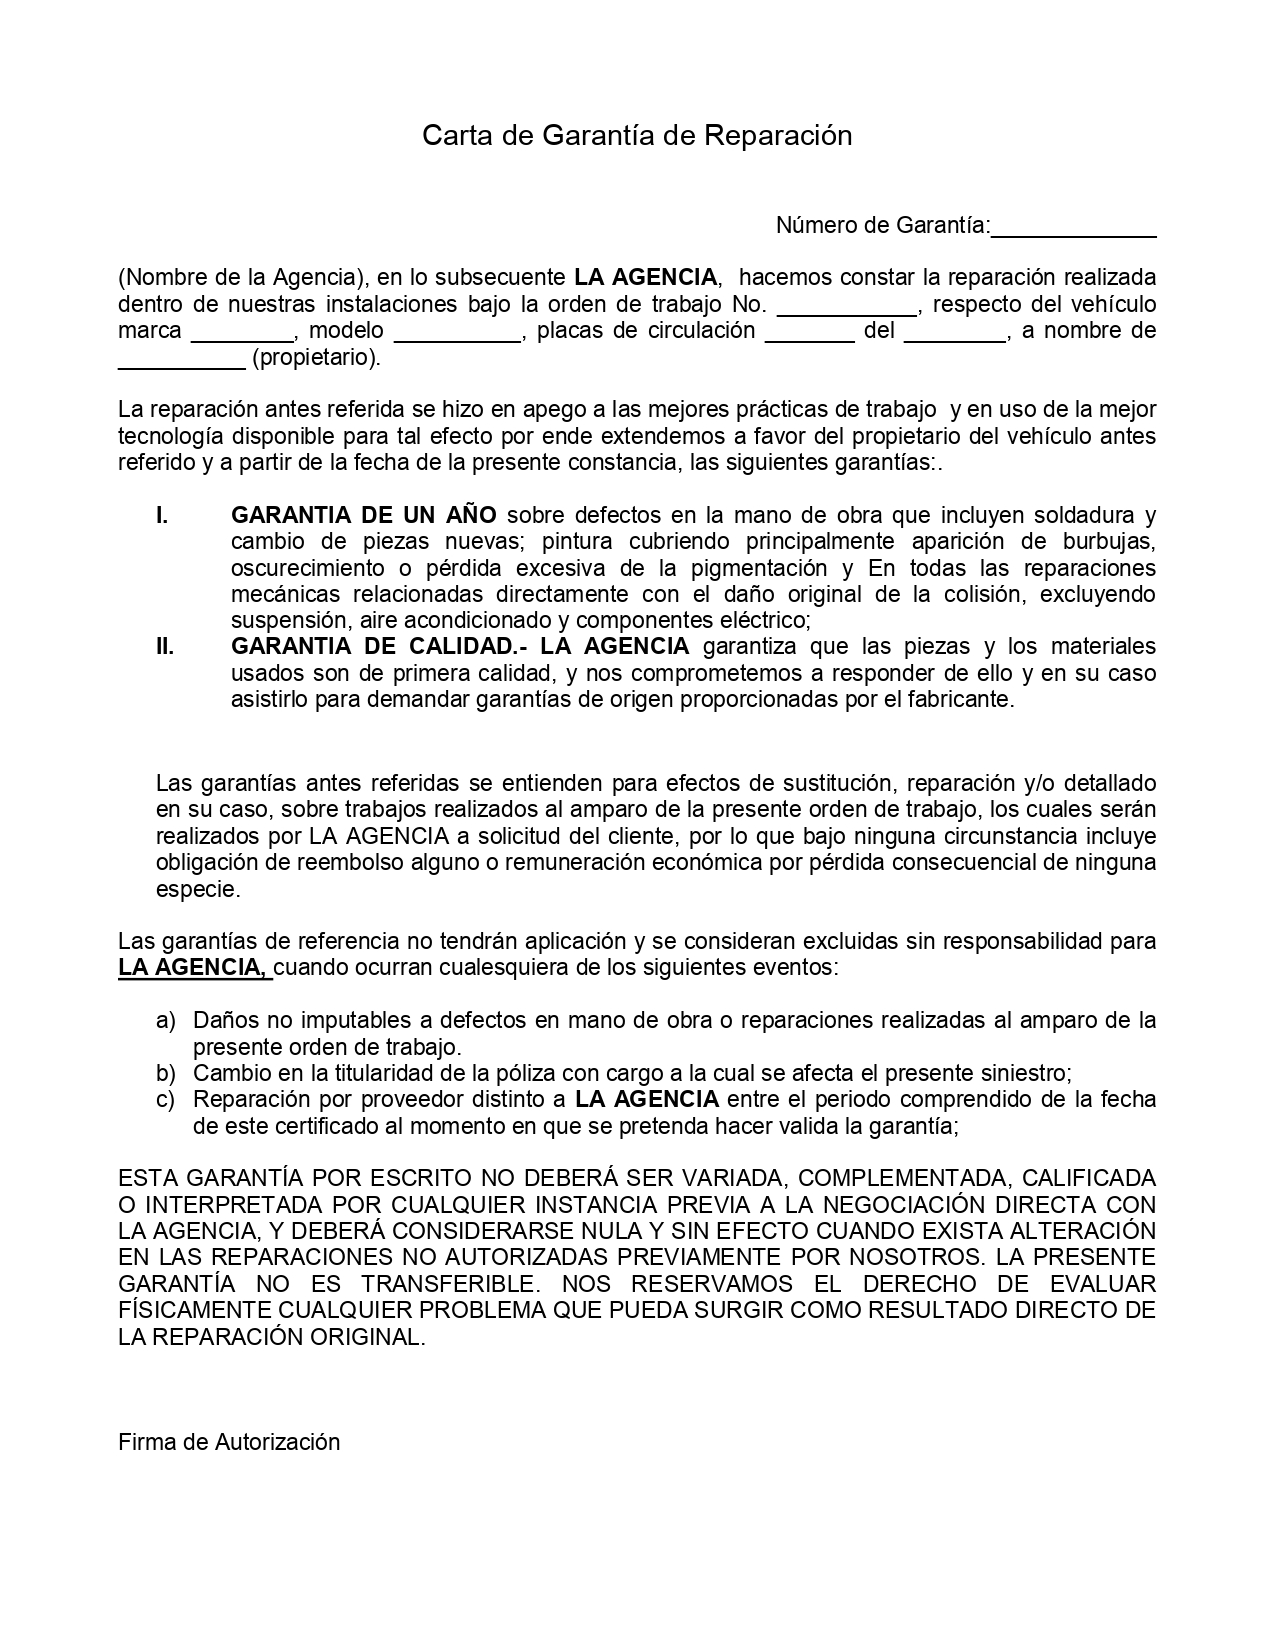 Carta de Garantía de Reparación
Número de Garantía:_____________
(Nombre de la Agencia), en lo subsecuente LA AGENCIA, hacemos constar la reparación realizada
dentro de nuestras instalaciones bajo la orden de trabajo No. ___________, respecto del vehículo
marca ________, modelo __________, placas de circulación _______ del ________, a nombre de
__________ (propietario).
La reparación antes referida se hizo en apego a las mejores prácticas de trabajo y en uso de la mejor
tecnología disponible para tal efecto por ende extendemos a favor del propietario del vehículo antes
referido y a partir de la fecha de la presente constancia, las siguientes garantías:.
I. GARANTIA DE UN AÑO sobre defectos en la mano de obra que incluyen soldadura y
cambio de piezas nuevas; pintura cubriendo principalmente aparición de burbujas,
oscurecimiento o pérdida excesiva de la pigmentación y En todas las reparaciones
mecánicas relacionadas directamente con el daño original de la colisión, excluyendo
suspensión, aire acondicionado y componentes eléctrico;
II. GARANTIA DE CALIDAD.- LA AGENCIA garantiza que las piezas y los materiales
usados son de primera calidad, y nos comprometemos a responder de ello y en su caso
asistirlo para demandar garantías de origen proporcionadas por el fabricante.
Las garantías antes referidas se entienden para efectos de sustitución, reparación y/o detallado
en su caso, sobre trabajos realizados al amparo de la presente orden de trabajo, los cuales serán
realizados por LA AGENCIA a solicitud del cliente, por lo que bajo ninguna circunstancia incluye
obligación de reembolso alguno o remuneración económica por pérdida consecuencial de ninguna
especie.
Las garantías de referencia no tendrán aplicación y se consideran excluidas sin responsabilidad para
LA AGENCIA, cuando ocurran cualesquiera de los siguientes eventos:
a) Daños no imputables a defectos en mano de obra o reparaciones realizadas al amparo de la
presente orden de trabajo.
b) Cambio en la titularidad de la póliza con cargo a la cual se afecta el presente siniestro;
c) Reparación por proveedor distinto a LA AGENCIA entre el periodo comprendido de la fecha
de este certificado al momento en que se pretenda hacer valida la garantía;
ESTA GARANTÍA POR ESCRITO NO DEBERÁ SER VARIADA, COMPLEMENTADA, CALIFICADA
O INTERPRETADA POR CUALQUIER INSTANCIA PREVIA A LA NEGOCIACIÓN DIRECTA CON
LA AGENCIA, Y DEBERÁ CONSIDERARSE NULA Y SIN EFECTO CUANDO EXISTA ALTERACIÓN
EN LAS REPARACIONES NO AUTORIZADAS PREVIAMENTE POR NOSOTROS. LA PRESENTE
GARANTÍA NO ES TRANSFERIBLE. NOS RESERVAMOS EL DERECHO DE EVALUAR
FÍSICAMENTE CUALQUIER PROBLEMA QUE PUEDA SURGIR COMO RESULTADO DIRECTO DE
LA REPARACIÓN ORIGINAL.
Firma de Autorización